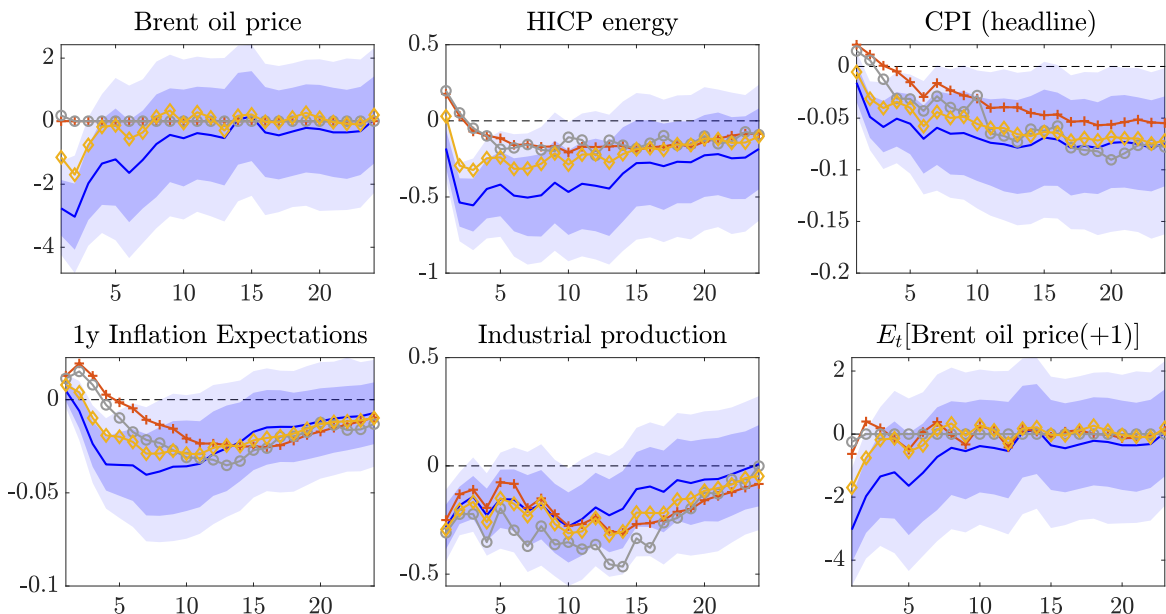 Brent oil price
HICP energy
CPI (headline)
2
0
-2
-4
5 10 15 20
0.5
0
-0.5
-1
5 10 15 20
0
-0.05
-0.1
-0.15
-0.2
5 10 15 20
1y Inflation Expectations
Industrial production
E_t[Brent oil price(+1)]
0
-0.05
-0.1
5 10 15 20
0.5
0
-0.5
5 10 15 20
2
0
-2
-4
5 10 15 20